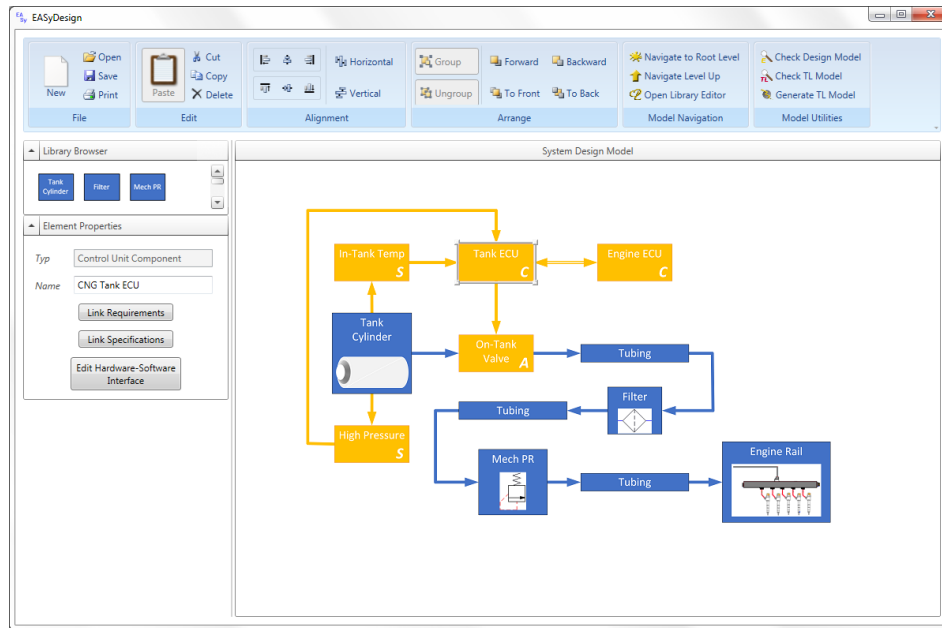 EA
Sy
EASyDesign
New
Open
Save
Print
File
Paste
Cut
Copy
Delete
Edit
Horizontal
Vertical
Alignment
Group
Ungroup
Forward
Backward
To Front
To Back
Arrange
Navigate to Root Level
Navigate Level Up
Open Library Editor
Model Navigation
Check Design Model
TL
Check TL Model
Generate TL Model
Model Utilities
Library Browser
Tank
Cylinder
Filter
Mech PR
Element Properties
Typ
Control Unit Component
Name
CNG Tank ECU
Link Requirements
Link Specifications
Edit Hardware-Software
Interface
System Design Model
In-Tank Temp
S
Tank ECU
C
Engine ECU
C
Tank
Cylinder
On-Tank
Valve
A
Tubing
Filter
Tubing
High Pressure
S
Mech PR
Tubing
Engine Rail